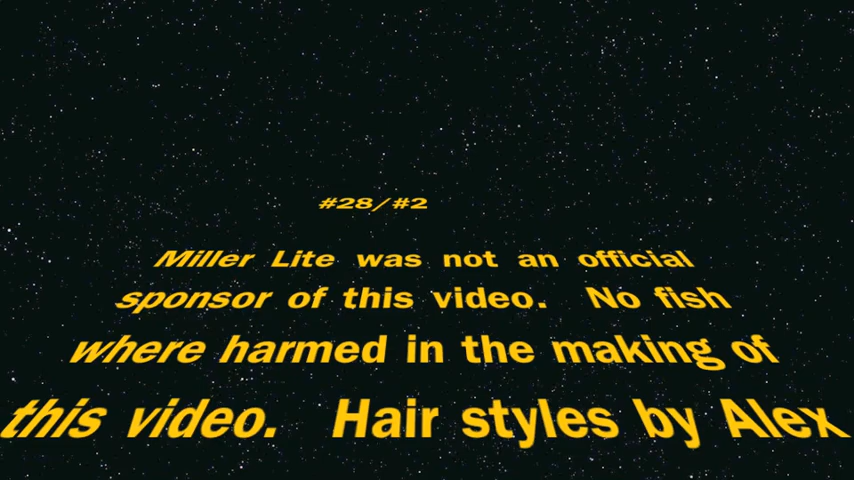 #28/#2
Miller Lite was not an official
sponsor of this video. No fish
where harmed in the making of
this video. Hair styles by Alex